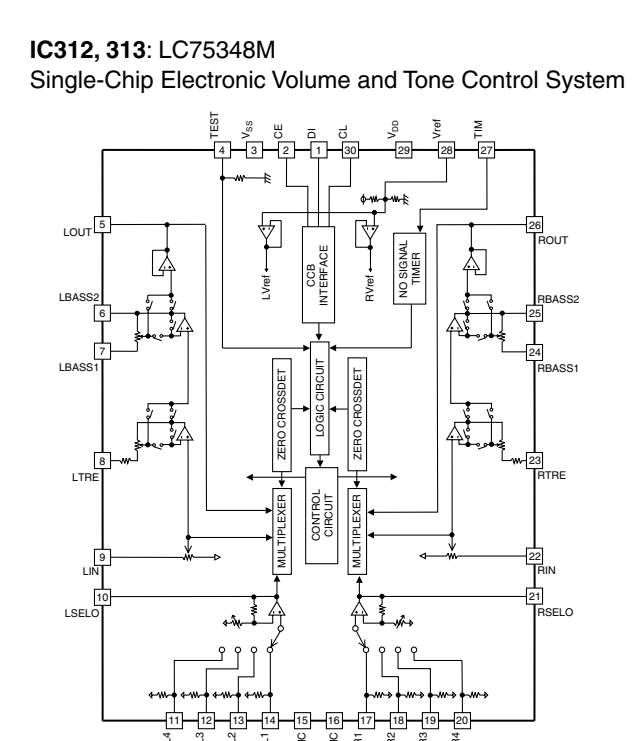 IC312, 313: LC75348M
Single-Chip Electronic Volume and Tone Control System
TEST
VSS
CE
DI
CL
VDD
Vref
TIM
4
3
2
1
30
29
28
27
5
LOUT
26
ROUT
LVref
CCB INTERFACE
RVref
NO SIGNAL TIMER
LBASS2
6
RBASS2
25
7
LBASS1
24
RBASS1
ZERO CROSSDET
LOGIC CIRCUIT
ZERO CROSSDET
8
LTRE
23
RTRE
MULTIPLEXER
CONTROL CIRCUIT
MULTIPLEXER
9
LIN
22
RIN
10
LSELO
21
RSELO
11
12
13
14
15
16
17
18
19
20
L4
L3
L2
L1